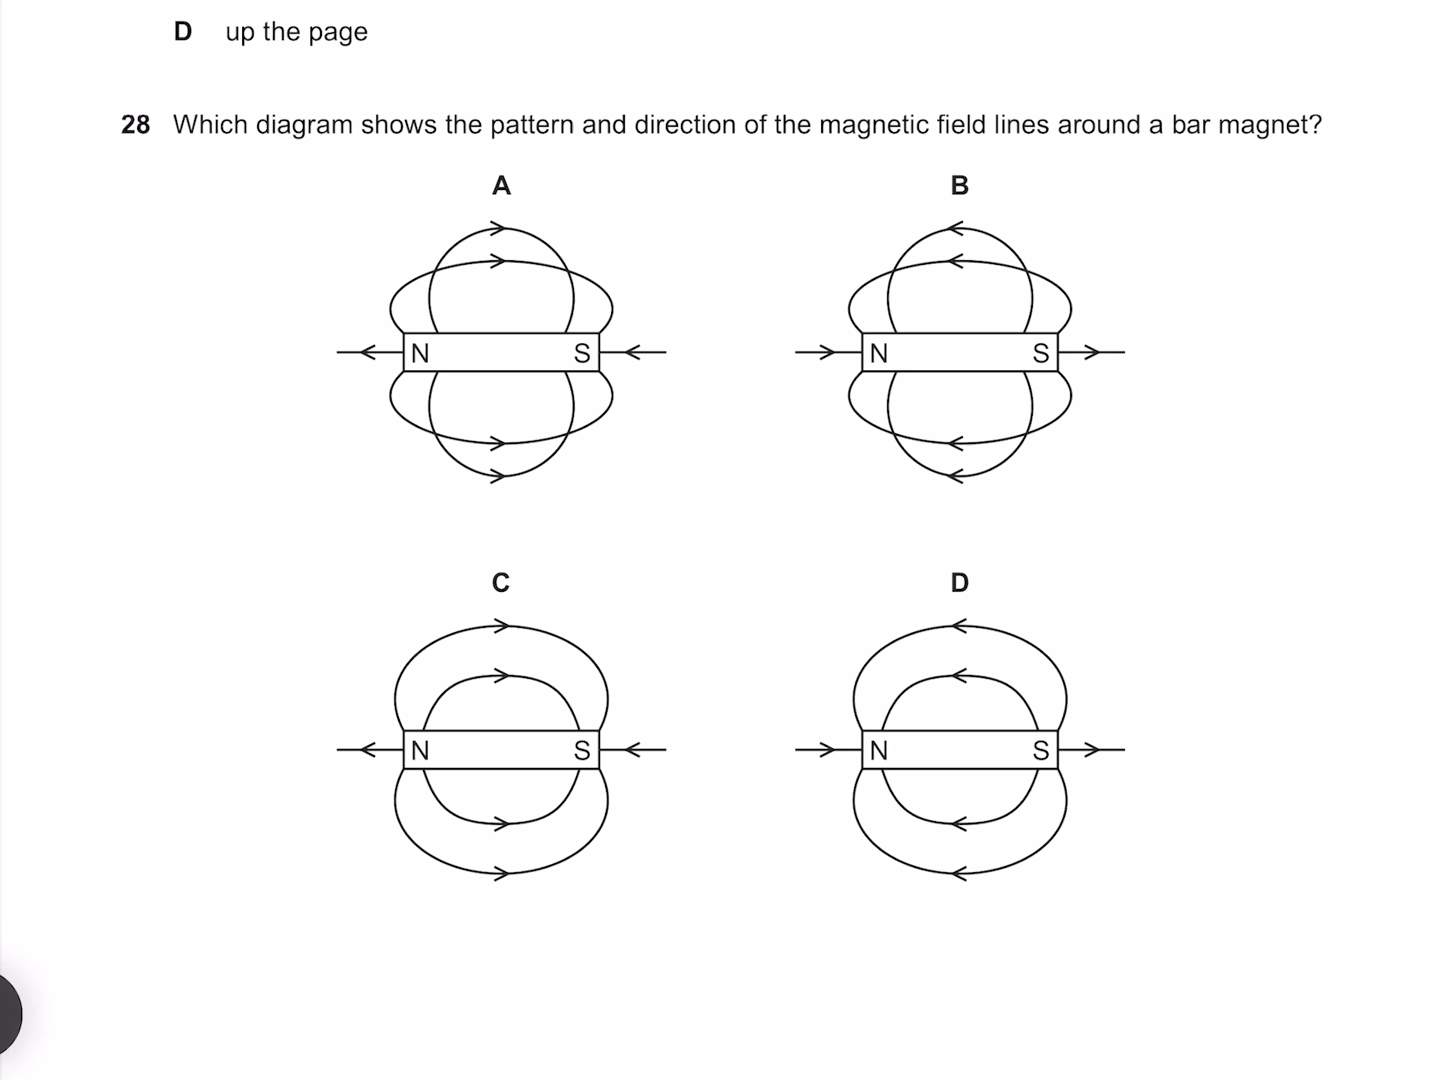 D up the page
28 Which diagram shows the pattern and direction of the magnetic field lines around a bar magnet?
A B
N S N S
C D
N S N S